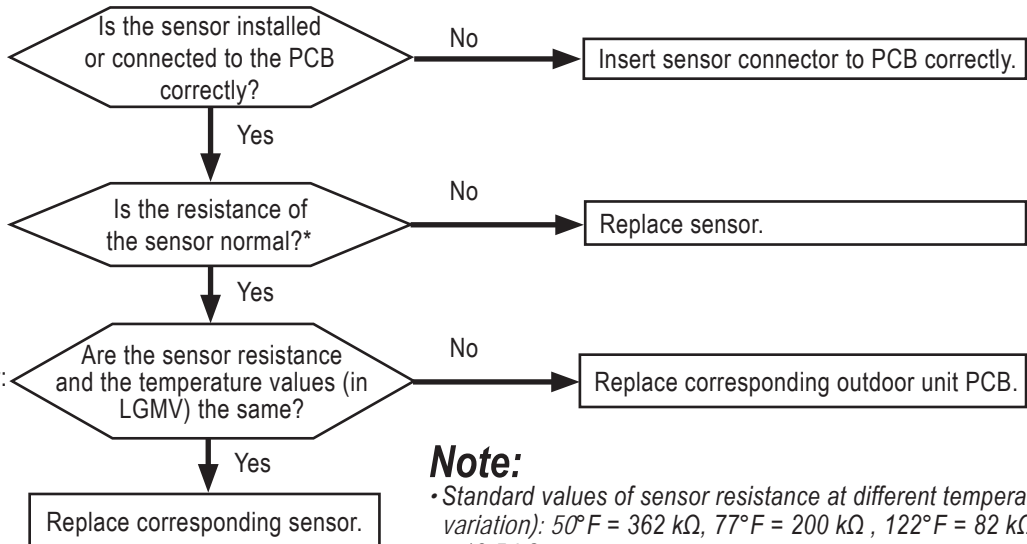 Is the sensor installed
or connected to the PCB
correctly?
No
Insert sensor connector to PCB correctly.
Yes
Is the resistance of
the sensor normal?*
No
Replace sensor.
Yes
Are the sensor resistance
and the temperature values (in
LGMV) the same?
No
Replace corresponding outdoor unit PCB.
Yes
Replace corresponding sensor.
Note:
• Standard values of sensor resistance at different
variation): 50°F = 362 kΩ, 77°F = 200 kΩ , 122°F = 82 kΩ